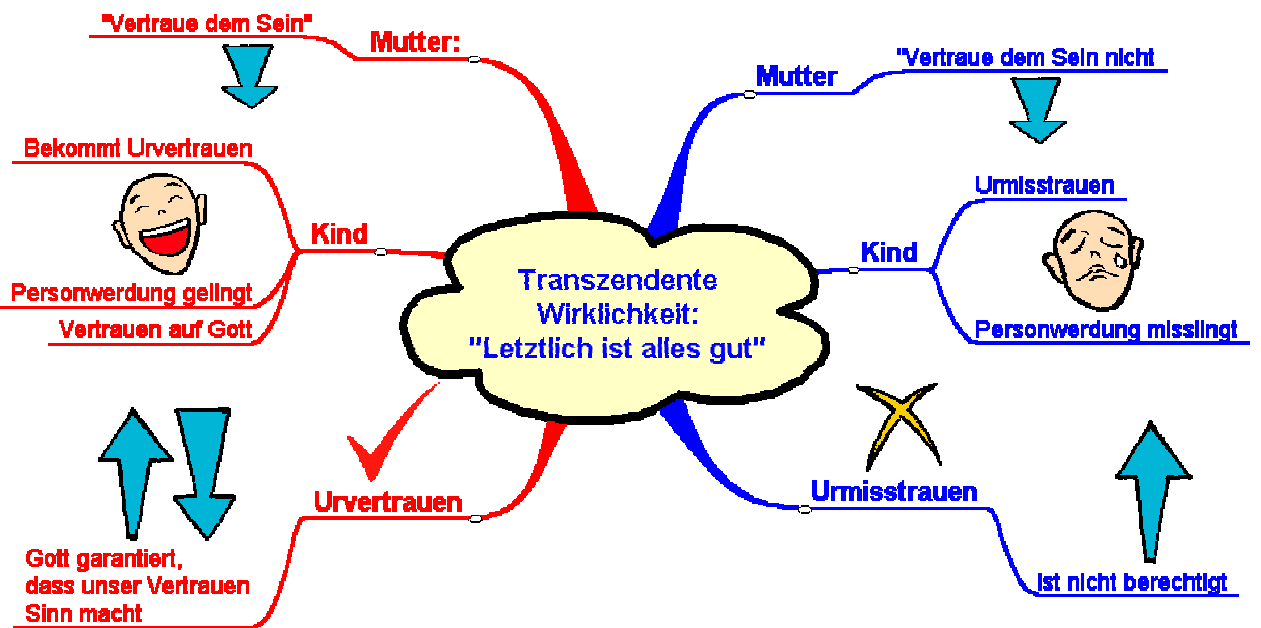 "Vertraue dem Sein"
Mutter:
Bekommt Urvertrauen
Kind
Personwerdung gelingt
Vertrauen auf Gott
Urvertrauen
Gott garantiert,
dass unser Vertrauen
Sinn macht
Transzendente
Wirklichkeit:
"Letztlich ist alles gut"
Mutter
"Vertraue dem Sein nicht
Urmisstrauen
Kind
Personwerdung misslingt
Urmisstrauen
Ist nicht berechtigt